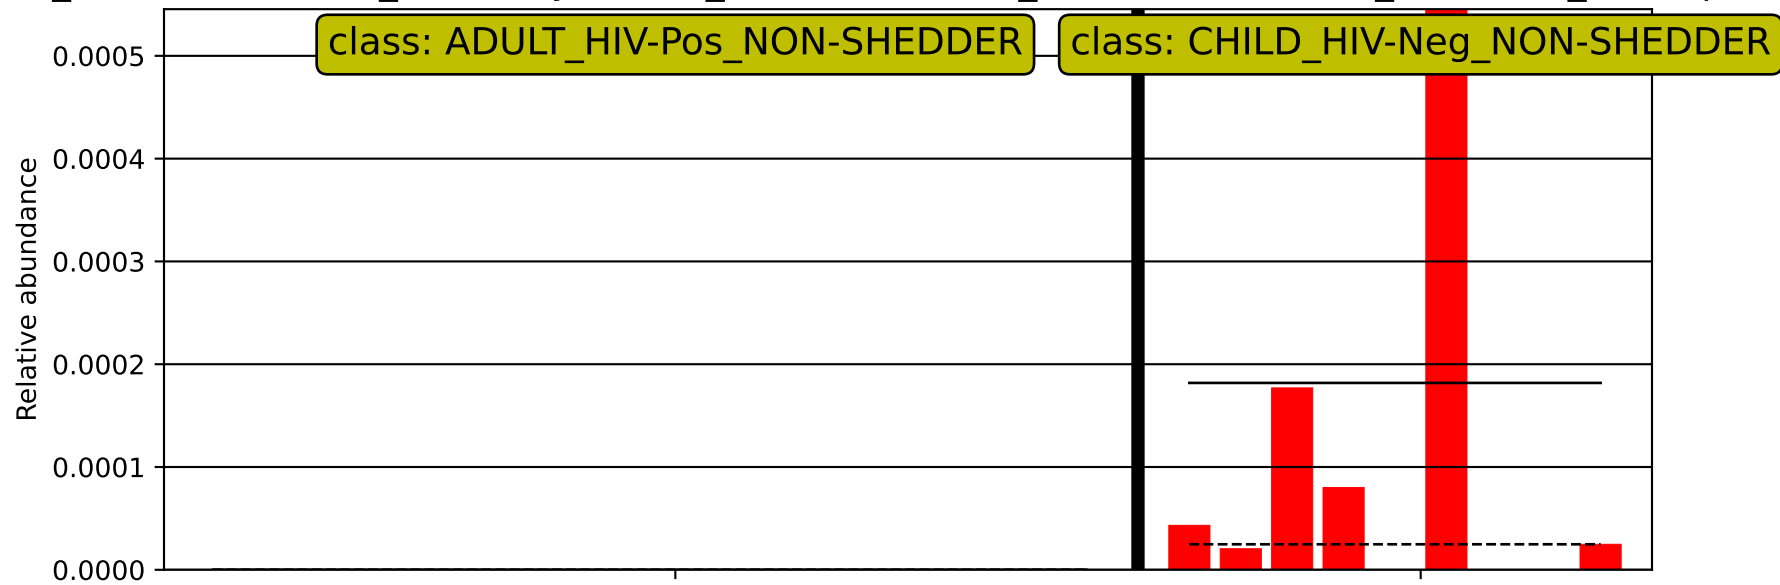 class: ADULT_HIV-Pos_NON-SHEDDER
class: CHILD_HIV-Neg_NON-SHEDDER
0.0005
0.0004
0.0003
0.0002
0.0001
0.0000
Relative abundance